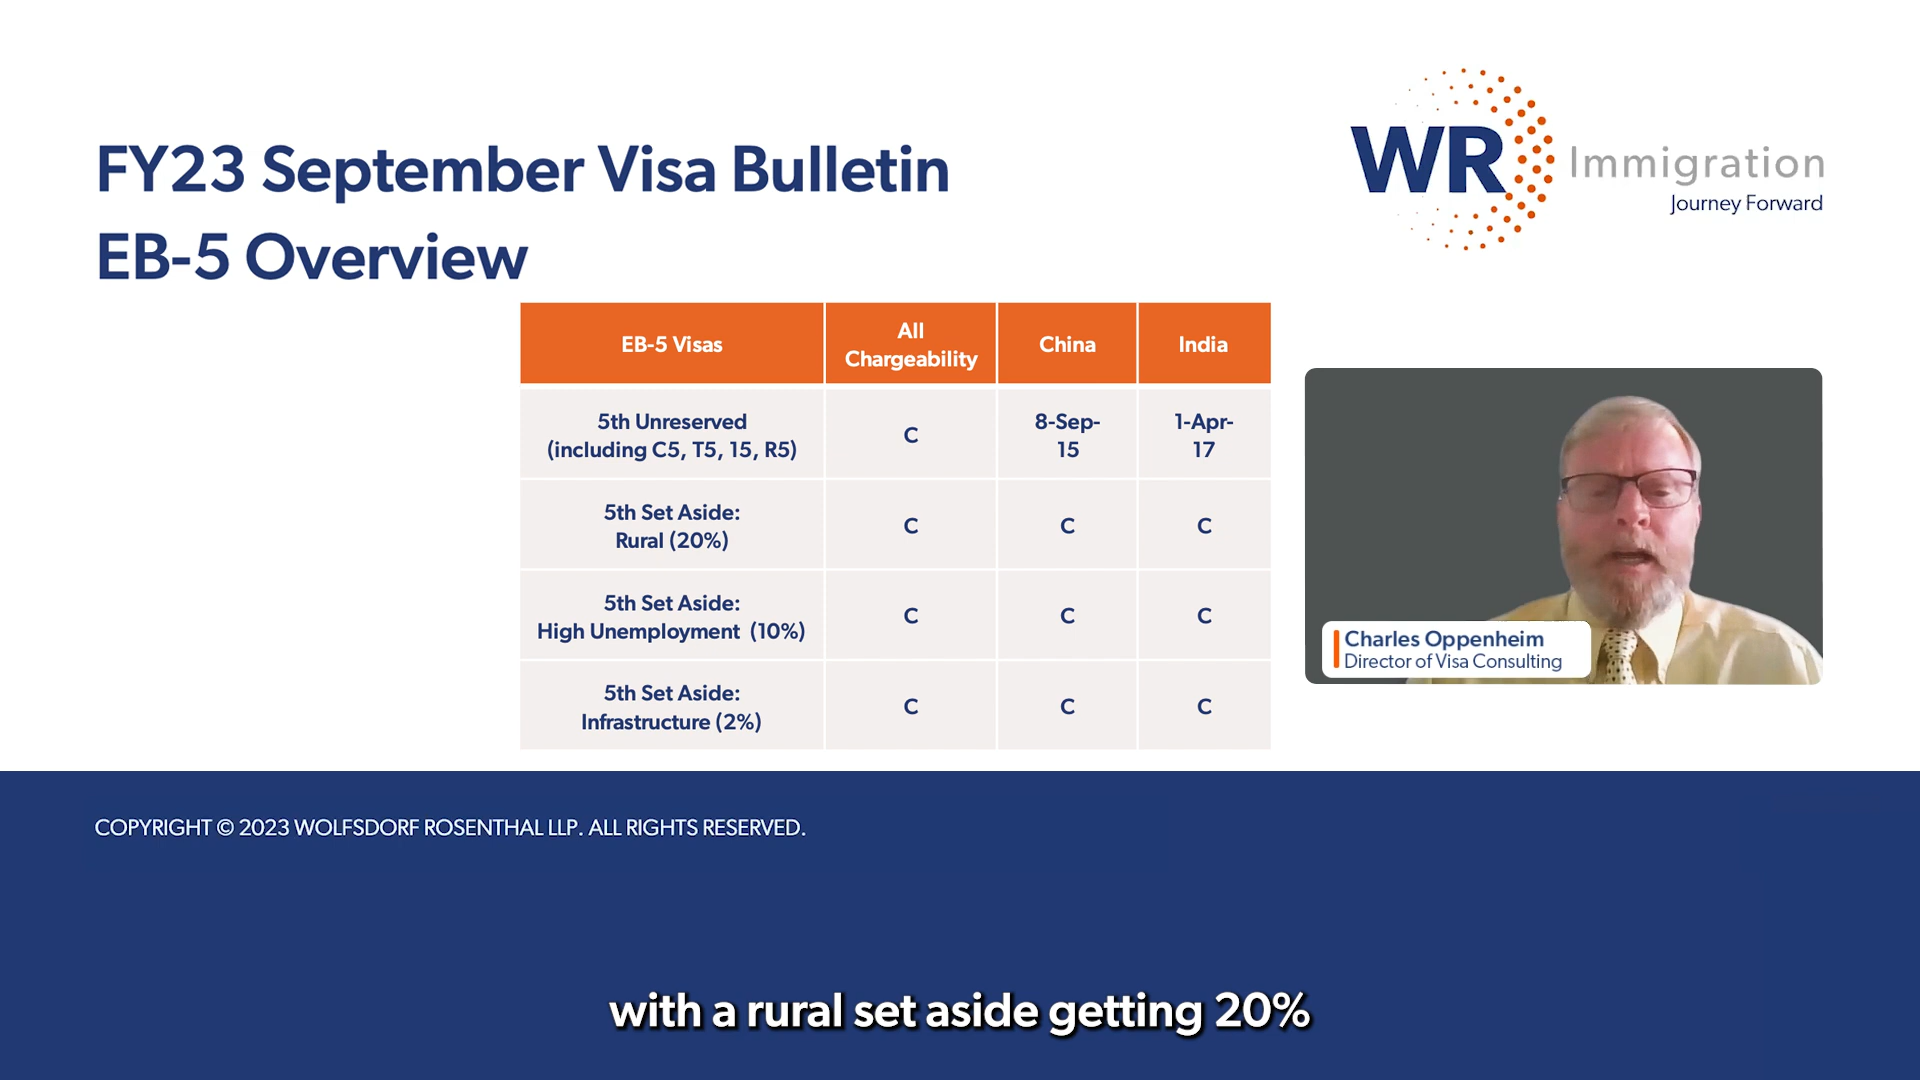 FY23 September Visa Bulletin
EB-5 Overview
WR Immigration
Journey Forward
EB-5 Visas
All
Chargeability
China
India
5th Unreserved
(including C5, T5, 15, R5)
C
8-Sep-
15
1-Apr-
17
5th Set Aside:
Rural (20%)
C
C
C
5th Set Aside:
High Unemployment (10%)
C
C
C
5th Set Aside:
Infrastructure (2%)
C
C
C
Charles Oppenheim
Director of Visa Consulting
COPYRIGHT © 2023 WOLFSDORF ROSENTHAL LLP. ALL RIGHTS RESERVED.
with a rural set aside getting 20%